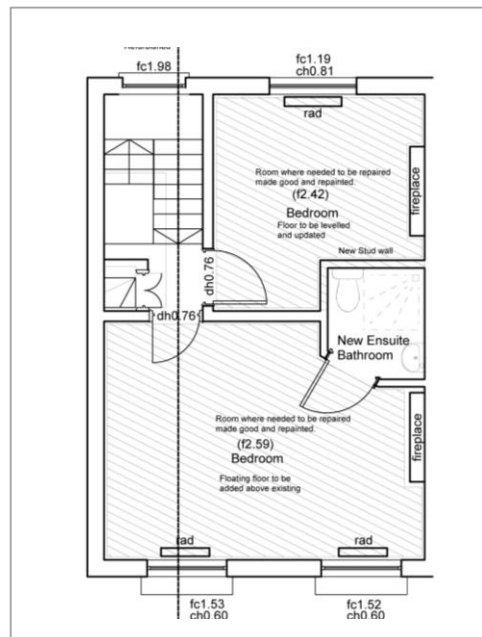 fc1.98
fc1.19
ch0.81
rad
Room where needed to be repaired
made good and repainted.
(f2.42)
Bedroom
Floor to be levelled
and updated
fireplace
New Stud wall
dh0.76
dh0.76
New Ensuite
Bathroom
Room where needed to be repaired
made good and repainted.
(f2.59)
Bedroom
Floating floor to be
added above existing
fireplace
rad
rad
fc1.53
ch0.60
fc1.52
ch0.60